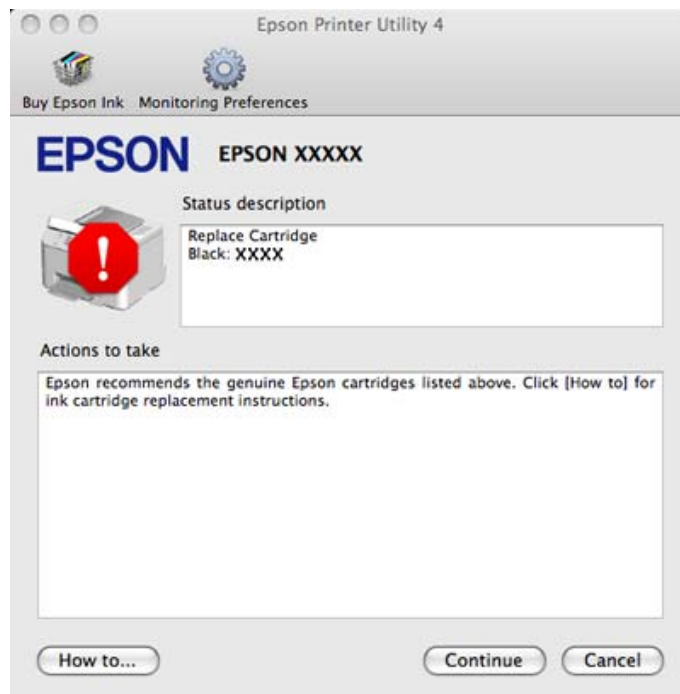 Epson Printer Utility 4
Buy Epson Ink Monitoring Preferences
EPSON EPSON XXXXX
Status description
Replace Cartridge
Black: XXXX
Actions to take
Epson recommends the genuine Epson cartridges listed above. Click [How to] for
ink cartridge replacement instructions.
How to... Continue Cancel